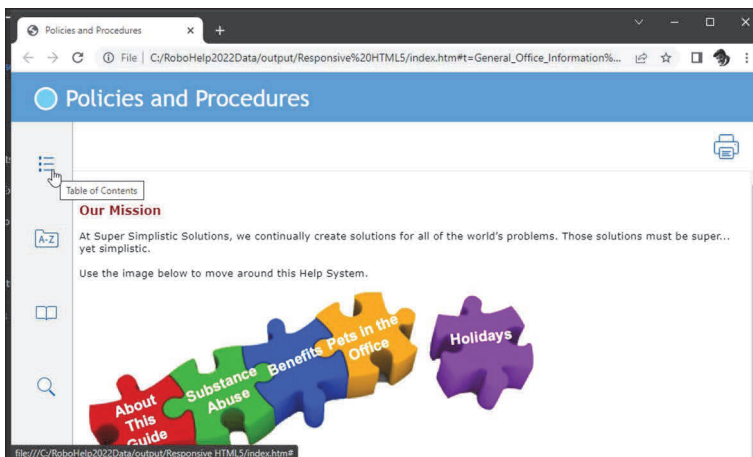 Policies and Procedures
File | C:/RoboHelp2022Data/output/Responsive%20HTML5/index.htm#t=General_Office_Information%...
Policies and Procedures
Table of Contents
Our Mission
A-Z
At Super Simplistic Solutions, we continually create solutions for all of the world's problems. Those solutions must be super...
yet simplistic.
Use the image below to move around this Help System.
Pets in the
Office
Holidays
Benefits
Substance
Abuse
About
This
Guide
file:///C:/RoboHelp2022Data/output/Responsive HTML5/index.htm#